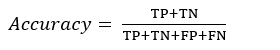 Accuracy = TP+TN / TP+TN+FP+FN